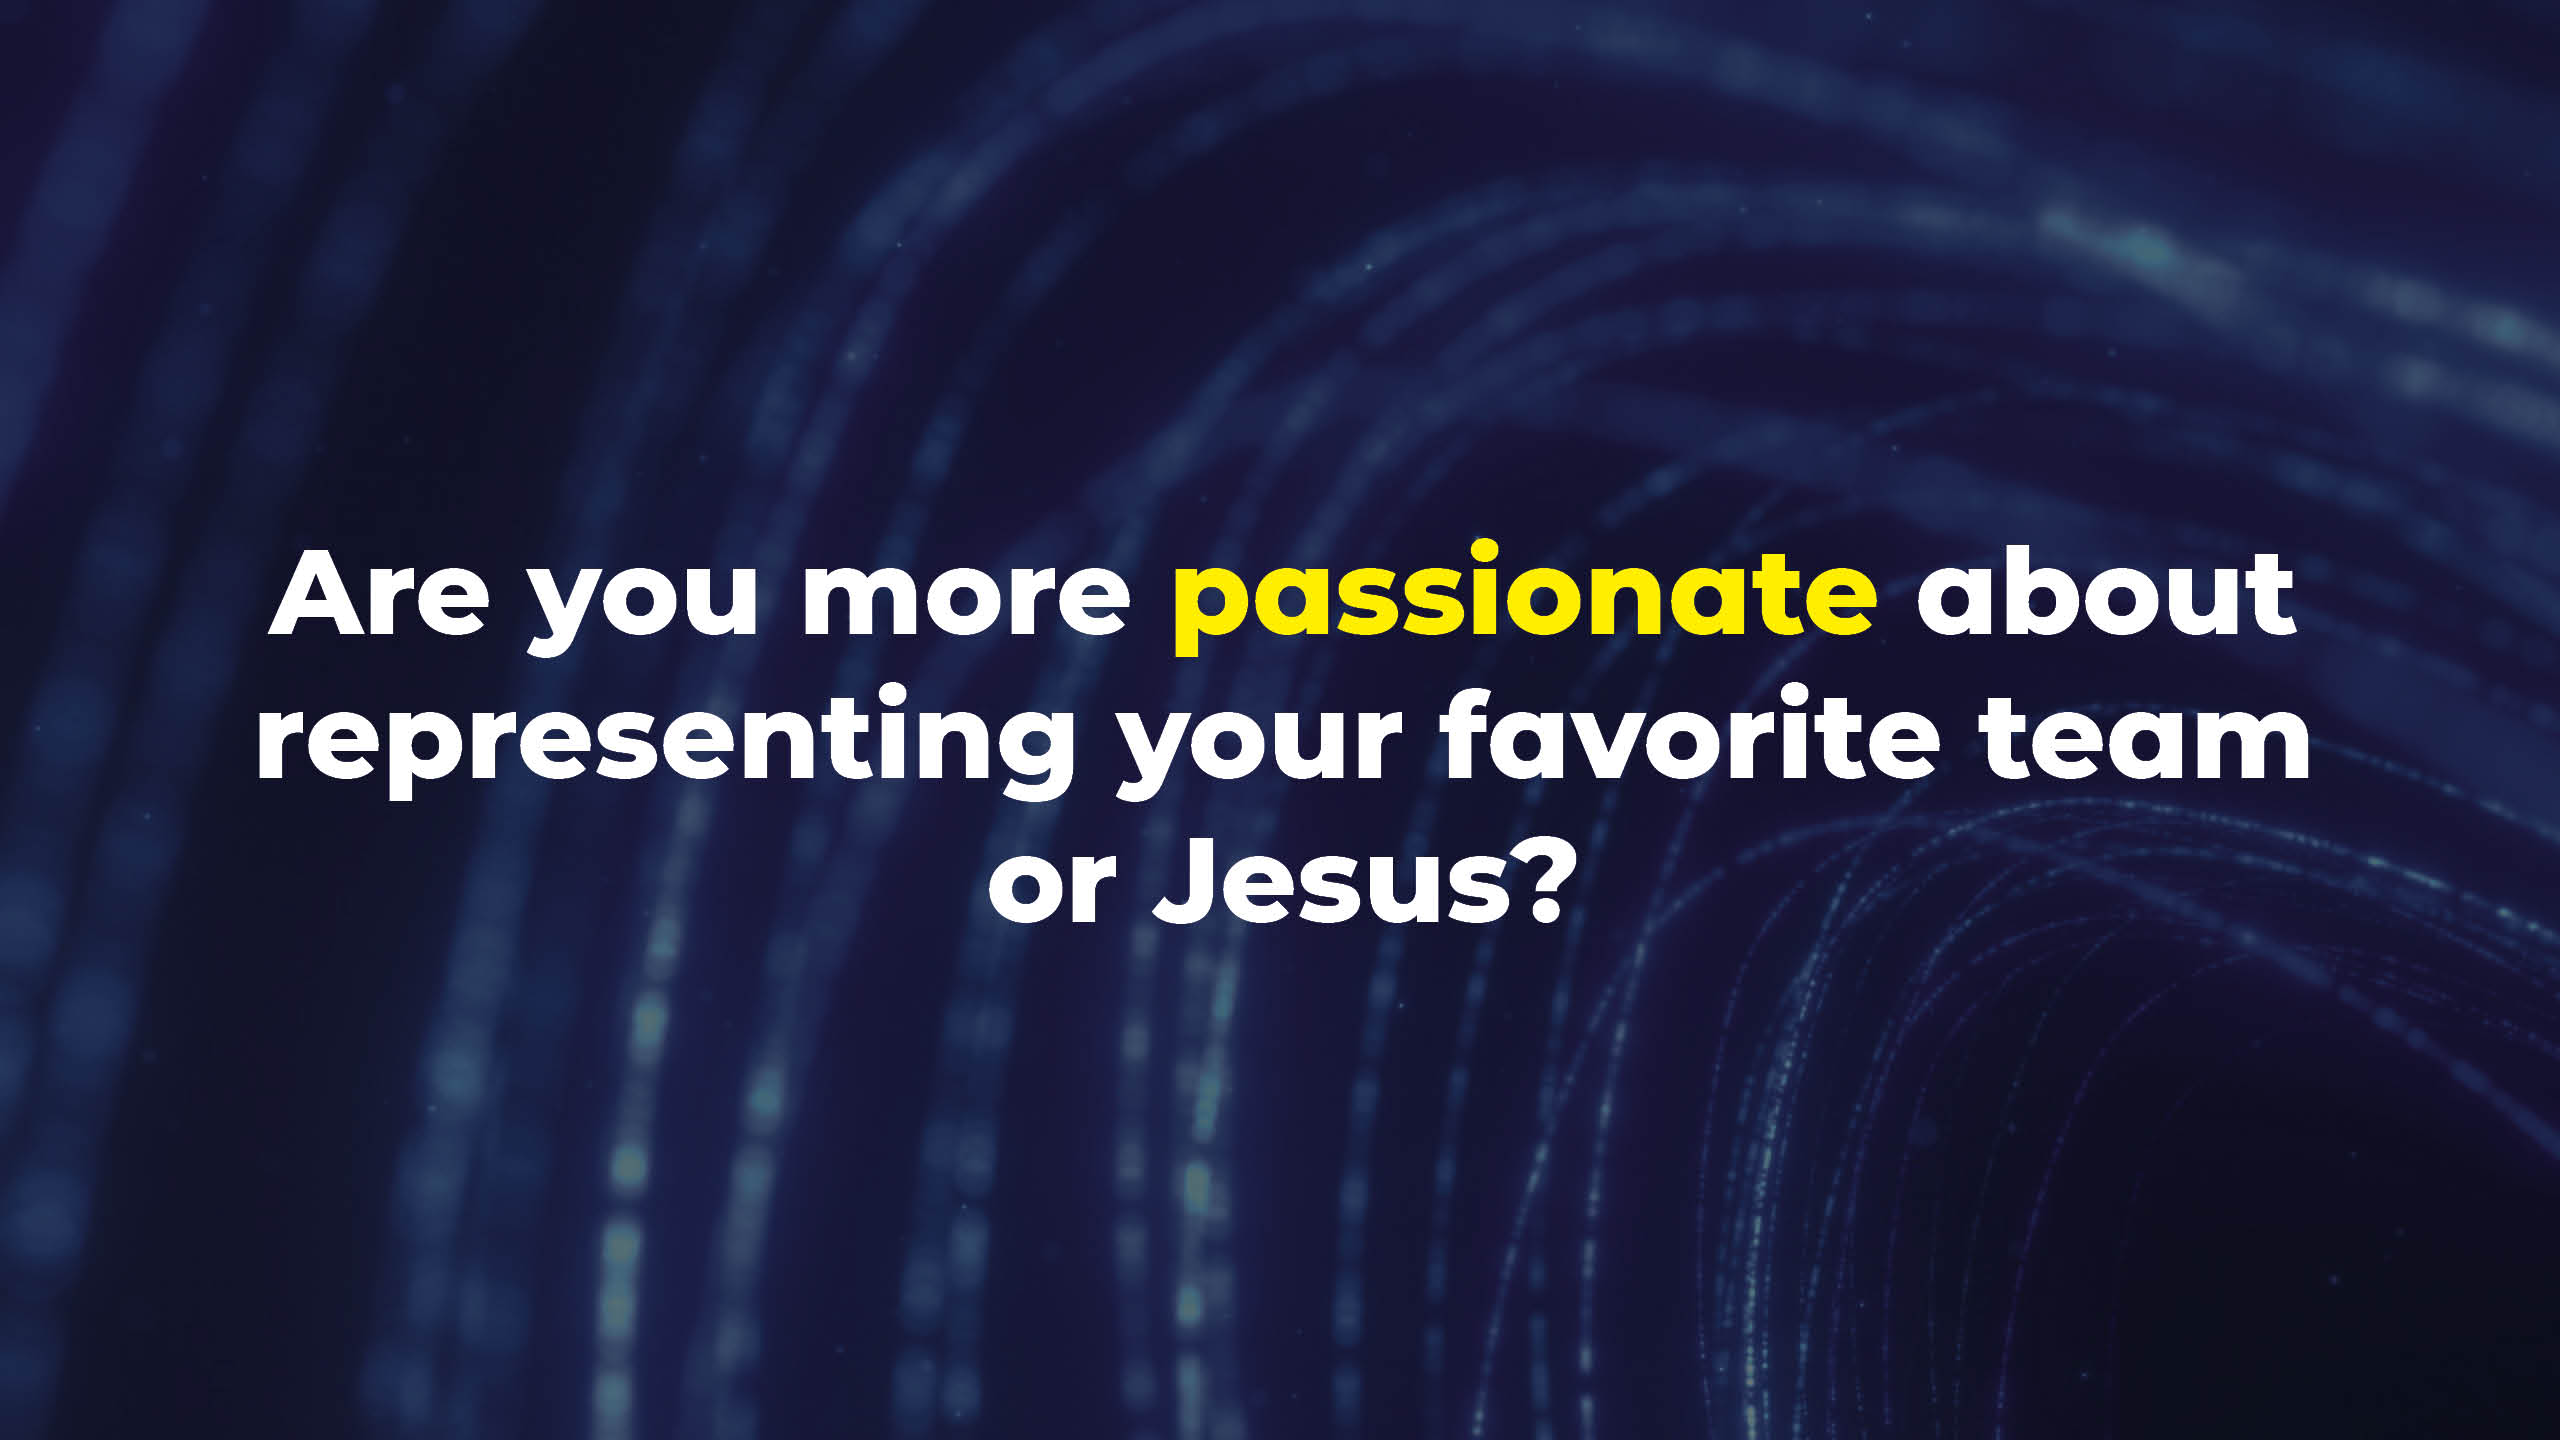 Are you more passionate about
representing your favorite team
or Jesus?